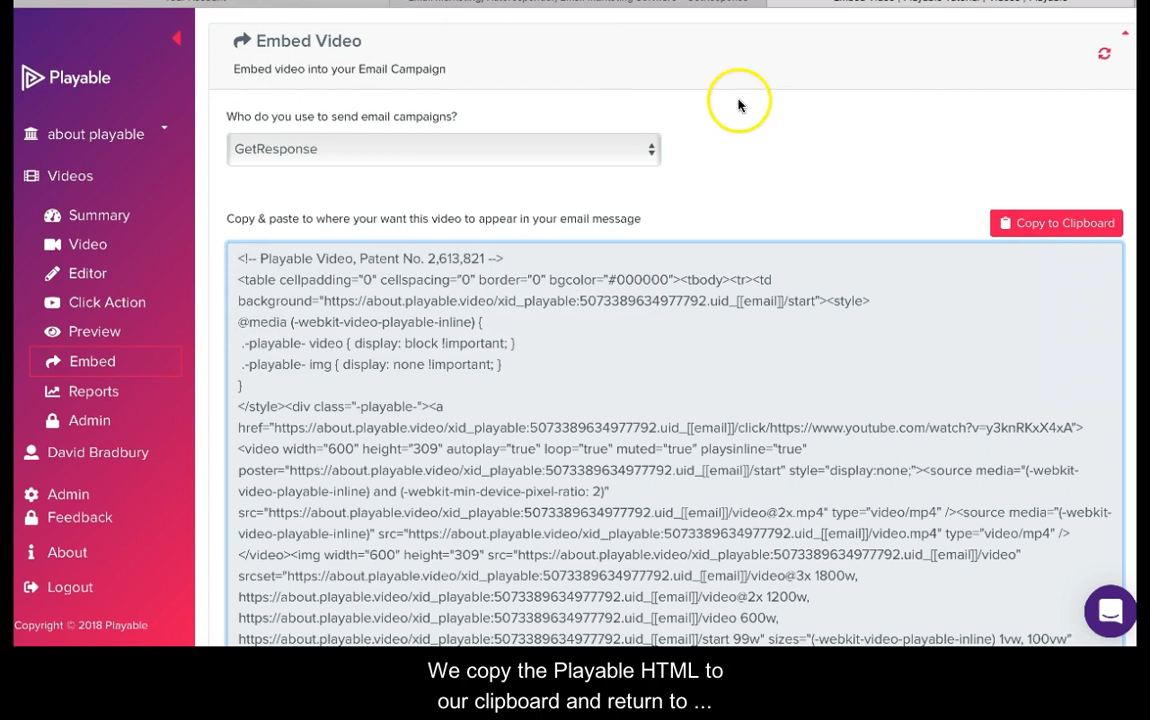 Embed Video
Embed video into your Email Campaign
Who do you use to send email campaigns?
GetResponse
Copy & paste to where your want this video to appear in your email message
Copy to Clipboard
Playable
about playable
Videos
Summary
Video
Editor
Click Action
Preview
Embed
Reports
Admin
David Bradbury
Admin
Feedback
About
Logout
Copyright © 2018 Playable
<!-- Playable Video, Patent No. 2,613,821 -->
<table cellpadding="0" cellspacing="0" border="0" bgcolor="#000000"><tbody><tr><td
background="https://about.playable.video/xid_playable:5073389634977792.uid_[[email]]/start"><style>
@media (-webkit-video-playable-inline) {
.-playable- video { display: block !important; }
.-playable- img { display: none !important; }
}
</style><div class="-playable-"><a
href="https://about.playable.video/xid_playable:5073389634977792.uid_[[email]]/click/https://www.youtube.com/watch?v=y3knRKxX4xA">
<video width="600" height="309" autoplay="true" loop="true" muted="true" playsinline="true"
poster="https://about.playable.video/xid_playable:5073389634977792.uid_[[email]]/start" style="display:none;"><source media="(-webkit-
video-playable-inline) and (-webkit-min-device-pixel-ratio: 2)"
src="https://about.playable.video/xid_playable:5073389634977792.uid_[[email]]/video@2x.mp4" type="video/mp4" /><source media="(-webkit-
video-playable-inline)" src="https://about.playable.video/xid_playable:5073389634977792.uid_[[email]]/video.mp4" type="video/mp4" />
</video><img width="600" height="309" src="https://about.playable.video/xid_playable:5073389634977792.uid_[[email]]/video"
srcset="https://about.playable.video/xid_playable:5073389634977792.uid_[[email]]/video@3x 1800w,
https://about.playable.video/xid_playable:5073389634977792.uid_[[email]]/video@2x 1200w,
https://about.playable.video/xid_playable:5073389634977792.uid_[[email]]/video 600w,
https://about.playable.video/xid_playable:5073389634977792.uid_[[email]]/start 99w" sizes="(-webkit-video-playable-inline) 1vw, 100vw"
We copy the Playable HTML to
our clipboard and return to ...